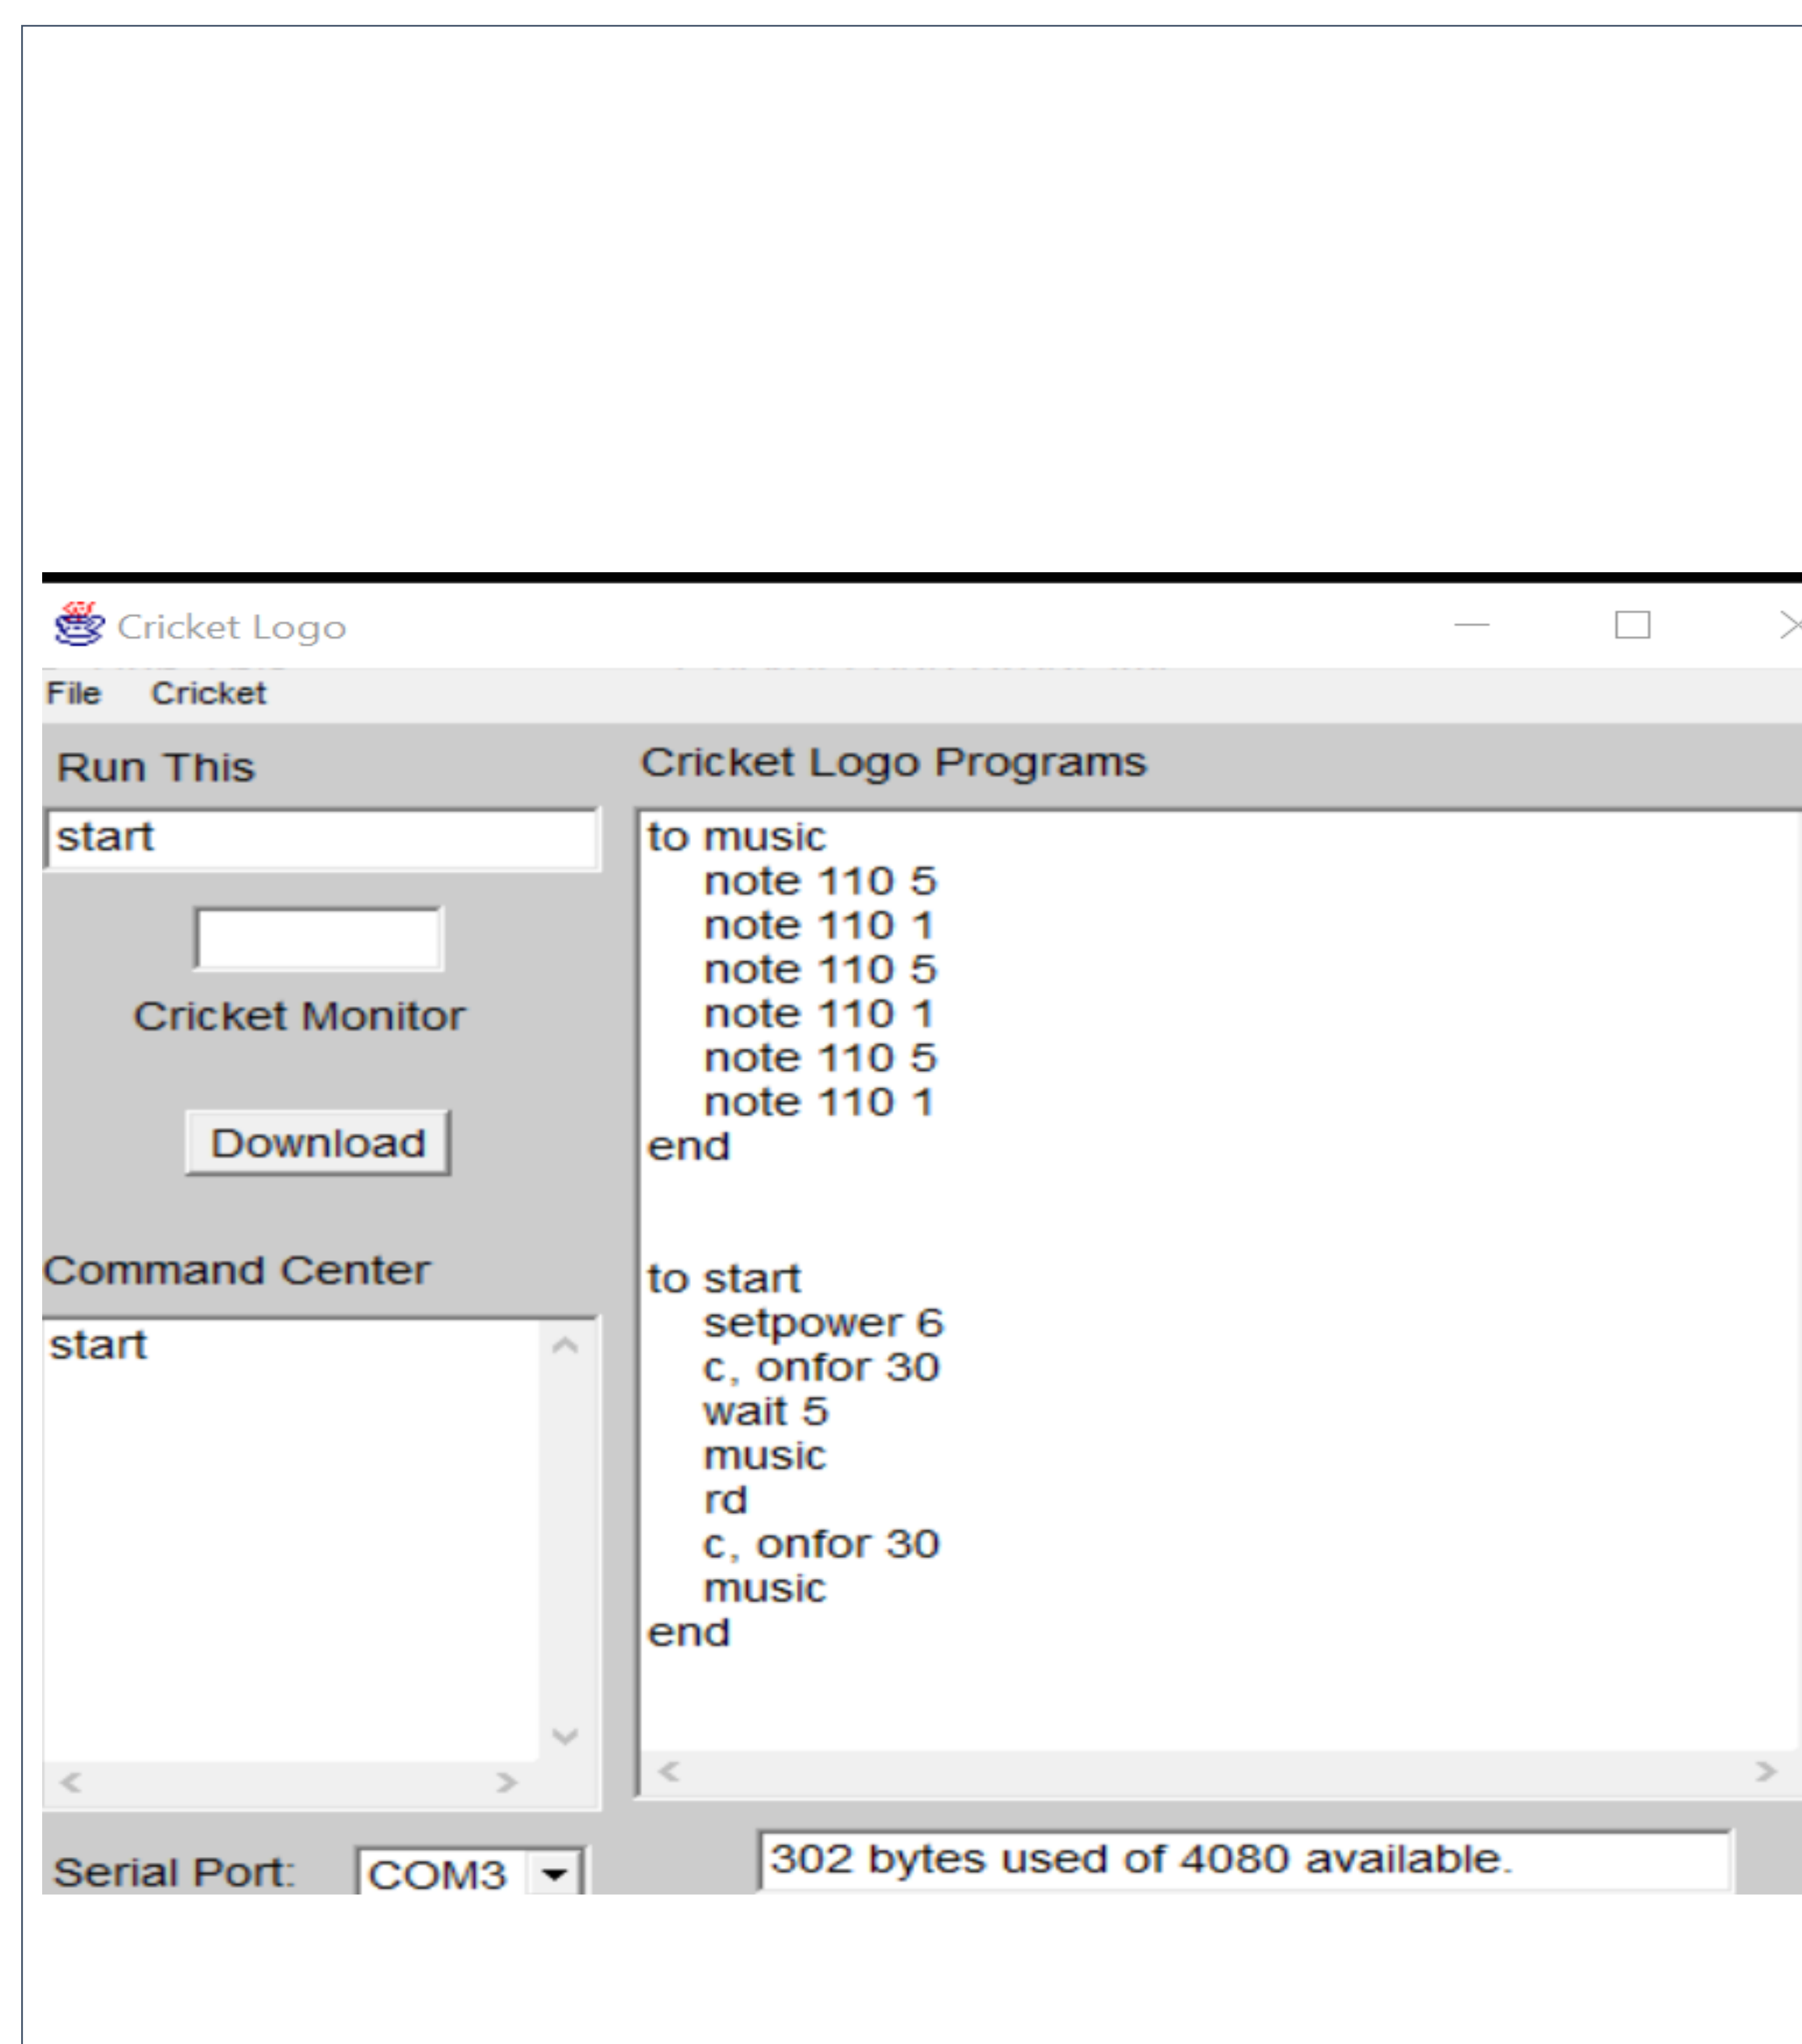 Cricket Logo
File Cricket
Run This
start
Cricket Monitor
Download
Command Center
start
Serial Port: COM3
Cricket Logo Programs
to music
note 110 5
note 110 1
note 110 5
note 110 1
note 110 5
note 110 1
end
to start
setpower 6
c, onfor 30
wait 5
music
rd
c, onfor 30
music
end
302 bytes used of 4080 available.